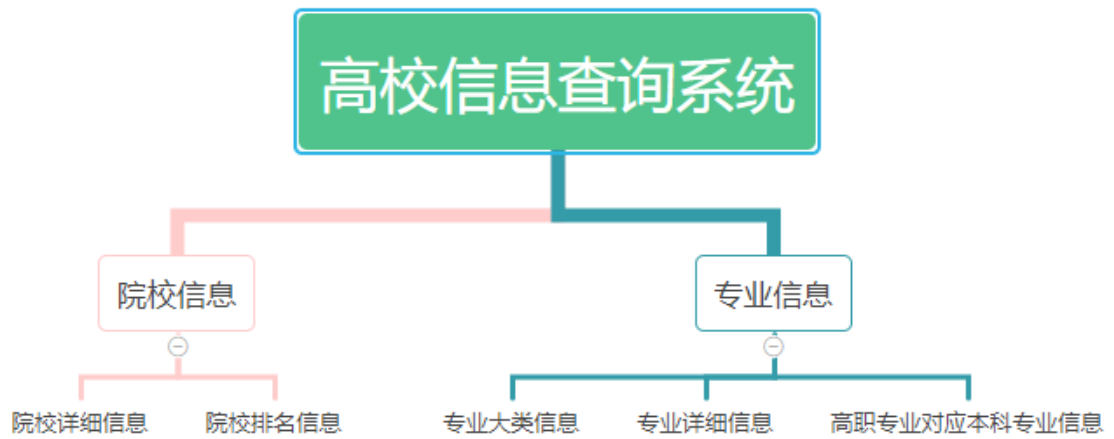 高校信息查询系统
院校信息
专业信息
院校详细信息
院校排名信息
专业大类信息
专业详细信息
高职专业对应本科专业信息